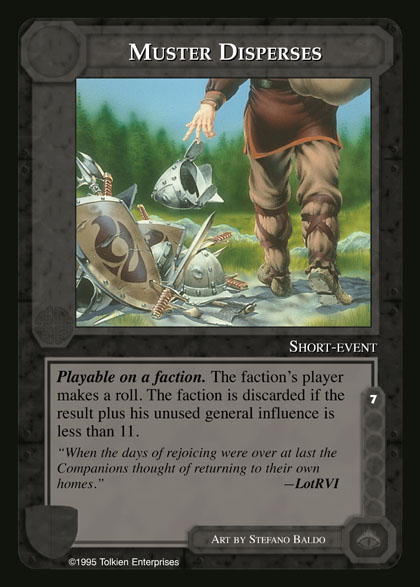 Muster Disperses
Short-event
Playable on a faction. The faction's player
makes a roll. The faction is discarded if the
result plus his unused general influence is
less than 11.
7
"When the days of rejoicing were over at last the
Companions thought of returning to their own
homes." —LotRVI
Art by Stefano Baldo
©1995 Tolkien Enterprises